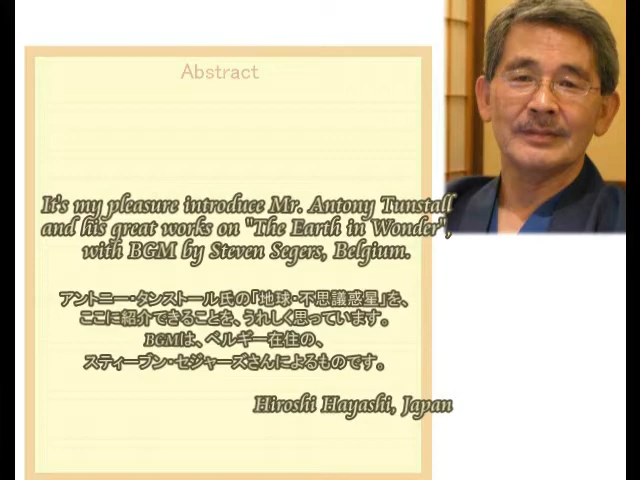 Abstract
It's my pleasure introduce Mr. Antony Tunstall
and his great works on "The Earth in Wonder",
with BGM by Steven Segers, Belgium.
アントニー・タンストール氏の「地球・不思議惑星」を、
ここに紹介できることを、うれしく思っています。
BGMは、ベルギー在住の、
スティーブン・セジャーズさんによるものです。
Hiroshi Hayashi, Japan